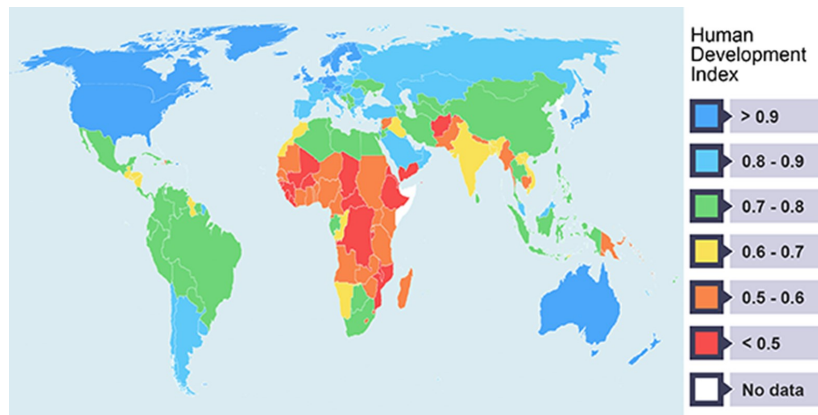 Human
Development
Index
> 0.9
0.8 - 0.9
0.7 - 0.8
0.6 - 0.7
0.5 - 0.6
< 0.5
No data